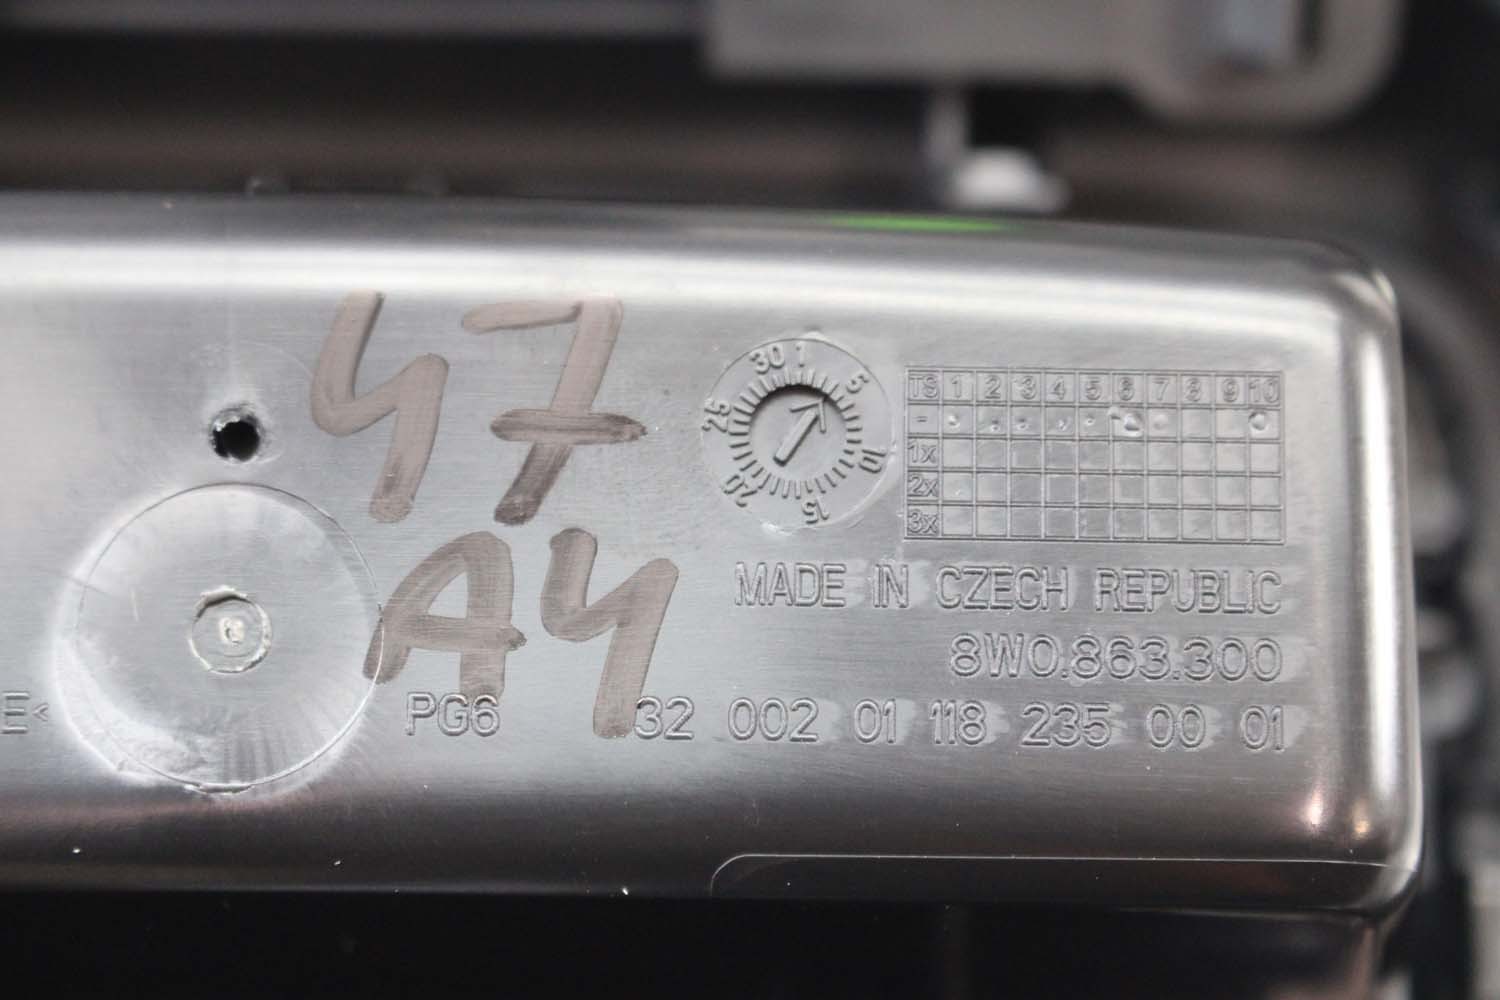 47
A4
30 1 5 10 15 20 25
TS 1 2 3 4 5 6 7 8 9 10
-
1x
2x
3x
MADE IN CZECH REPUBLIC
8W0.863.300
E< PG6 32 002 01 118 235 00 01